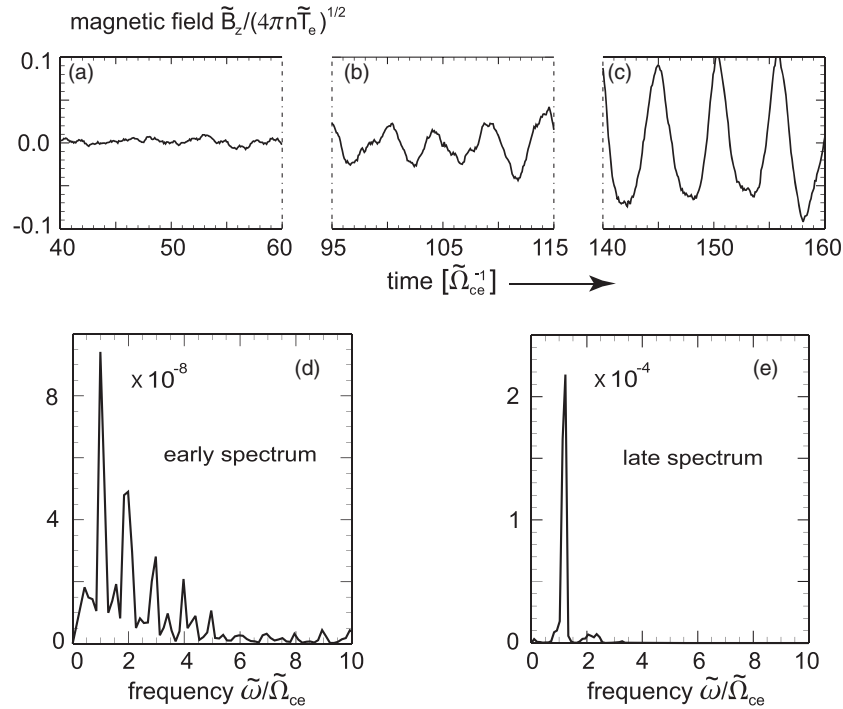 magnetic field B̃z/(4πnT̃e)^1/2
(a) (b) (c)
0.1
0.0
-0.1
40 50 60 95 105 115 140 150 160
time [Ω̃ce^-1]
× 10^-8 (d)
early spectrum
8
4
0
0 2 4 6 8 10
frequency ω̃/Ω̃ce
× 10^-4 (e)
late spectrum
2
1
0
0 2 4 6 8 10
frequency ω̃/Ω̃ce